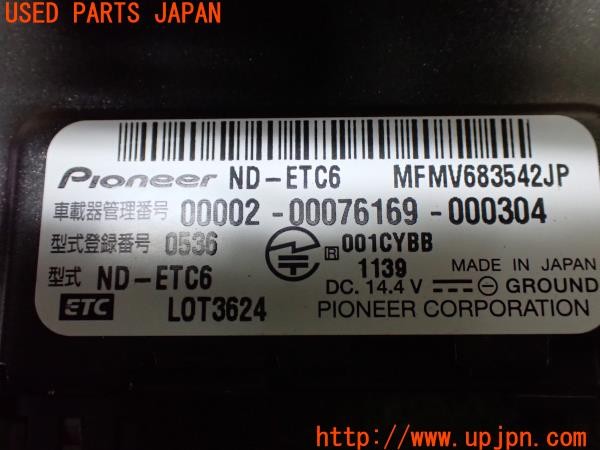 USED PARTS JAPAN
Pioneer ND-ETC6 MFMV683542JP
車載器管理番号 00002-00076169-000304
型式登録番号 0536 R 001CYBB
型式 ND-ETC6 1139 MADE IN JAPAN
DC. 14.4 V GROUND
ETC LOT3624 PIONEER CORPORATION
http://www.upjpn.com/